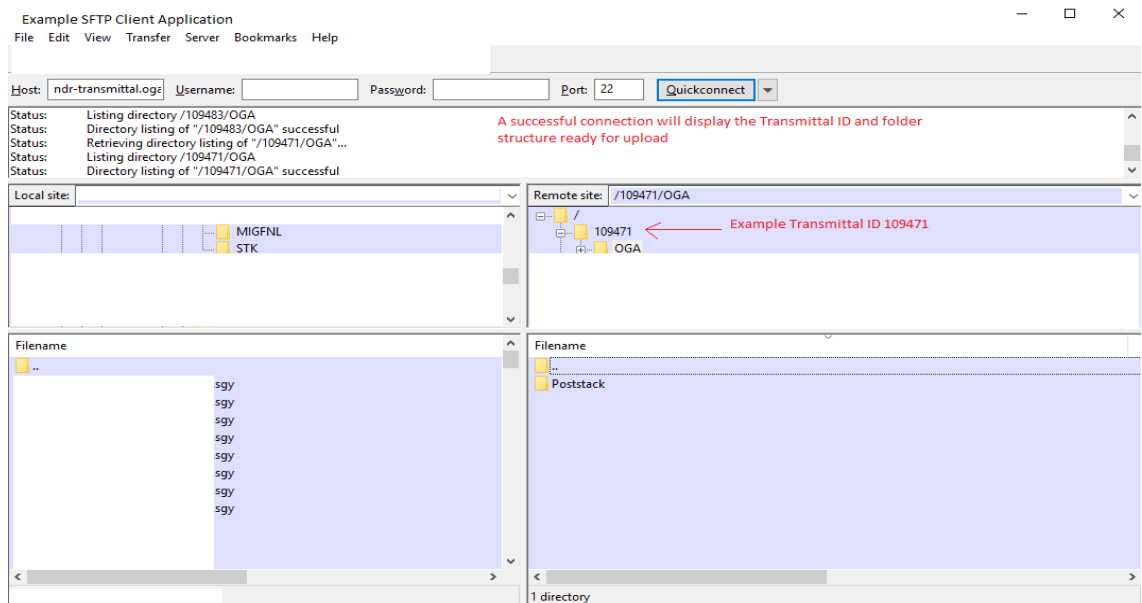 Example SFTP Client Application
File Edit View Transfer Server Bookmarks Help
Host: ndr-transmittal.oga Username: Password: Port: 22 Quickconnect
Status: Listing directory /109483/OGA
Status: Directory listing of "/109483/OGA" successful
Status: Retrieving directory listing of "/109471/OGA"...
Status: Listing directory /109471/OGA
Status: Directory listing of "/109471/OGA" successful
A successful connection will display the Transmittal ID and folder
structure ready for upload
Local site:
MIGFNL
STK
Remote site: /109471/OGA
/
109471
Example Transmittal ID 109471
OGA
Filename
..
sgy
sgy
sgy
sgy
sgy
sgy
sgy
sgy
Filename
..
Poststack
1 directory